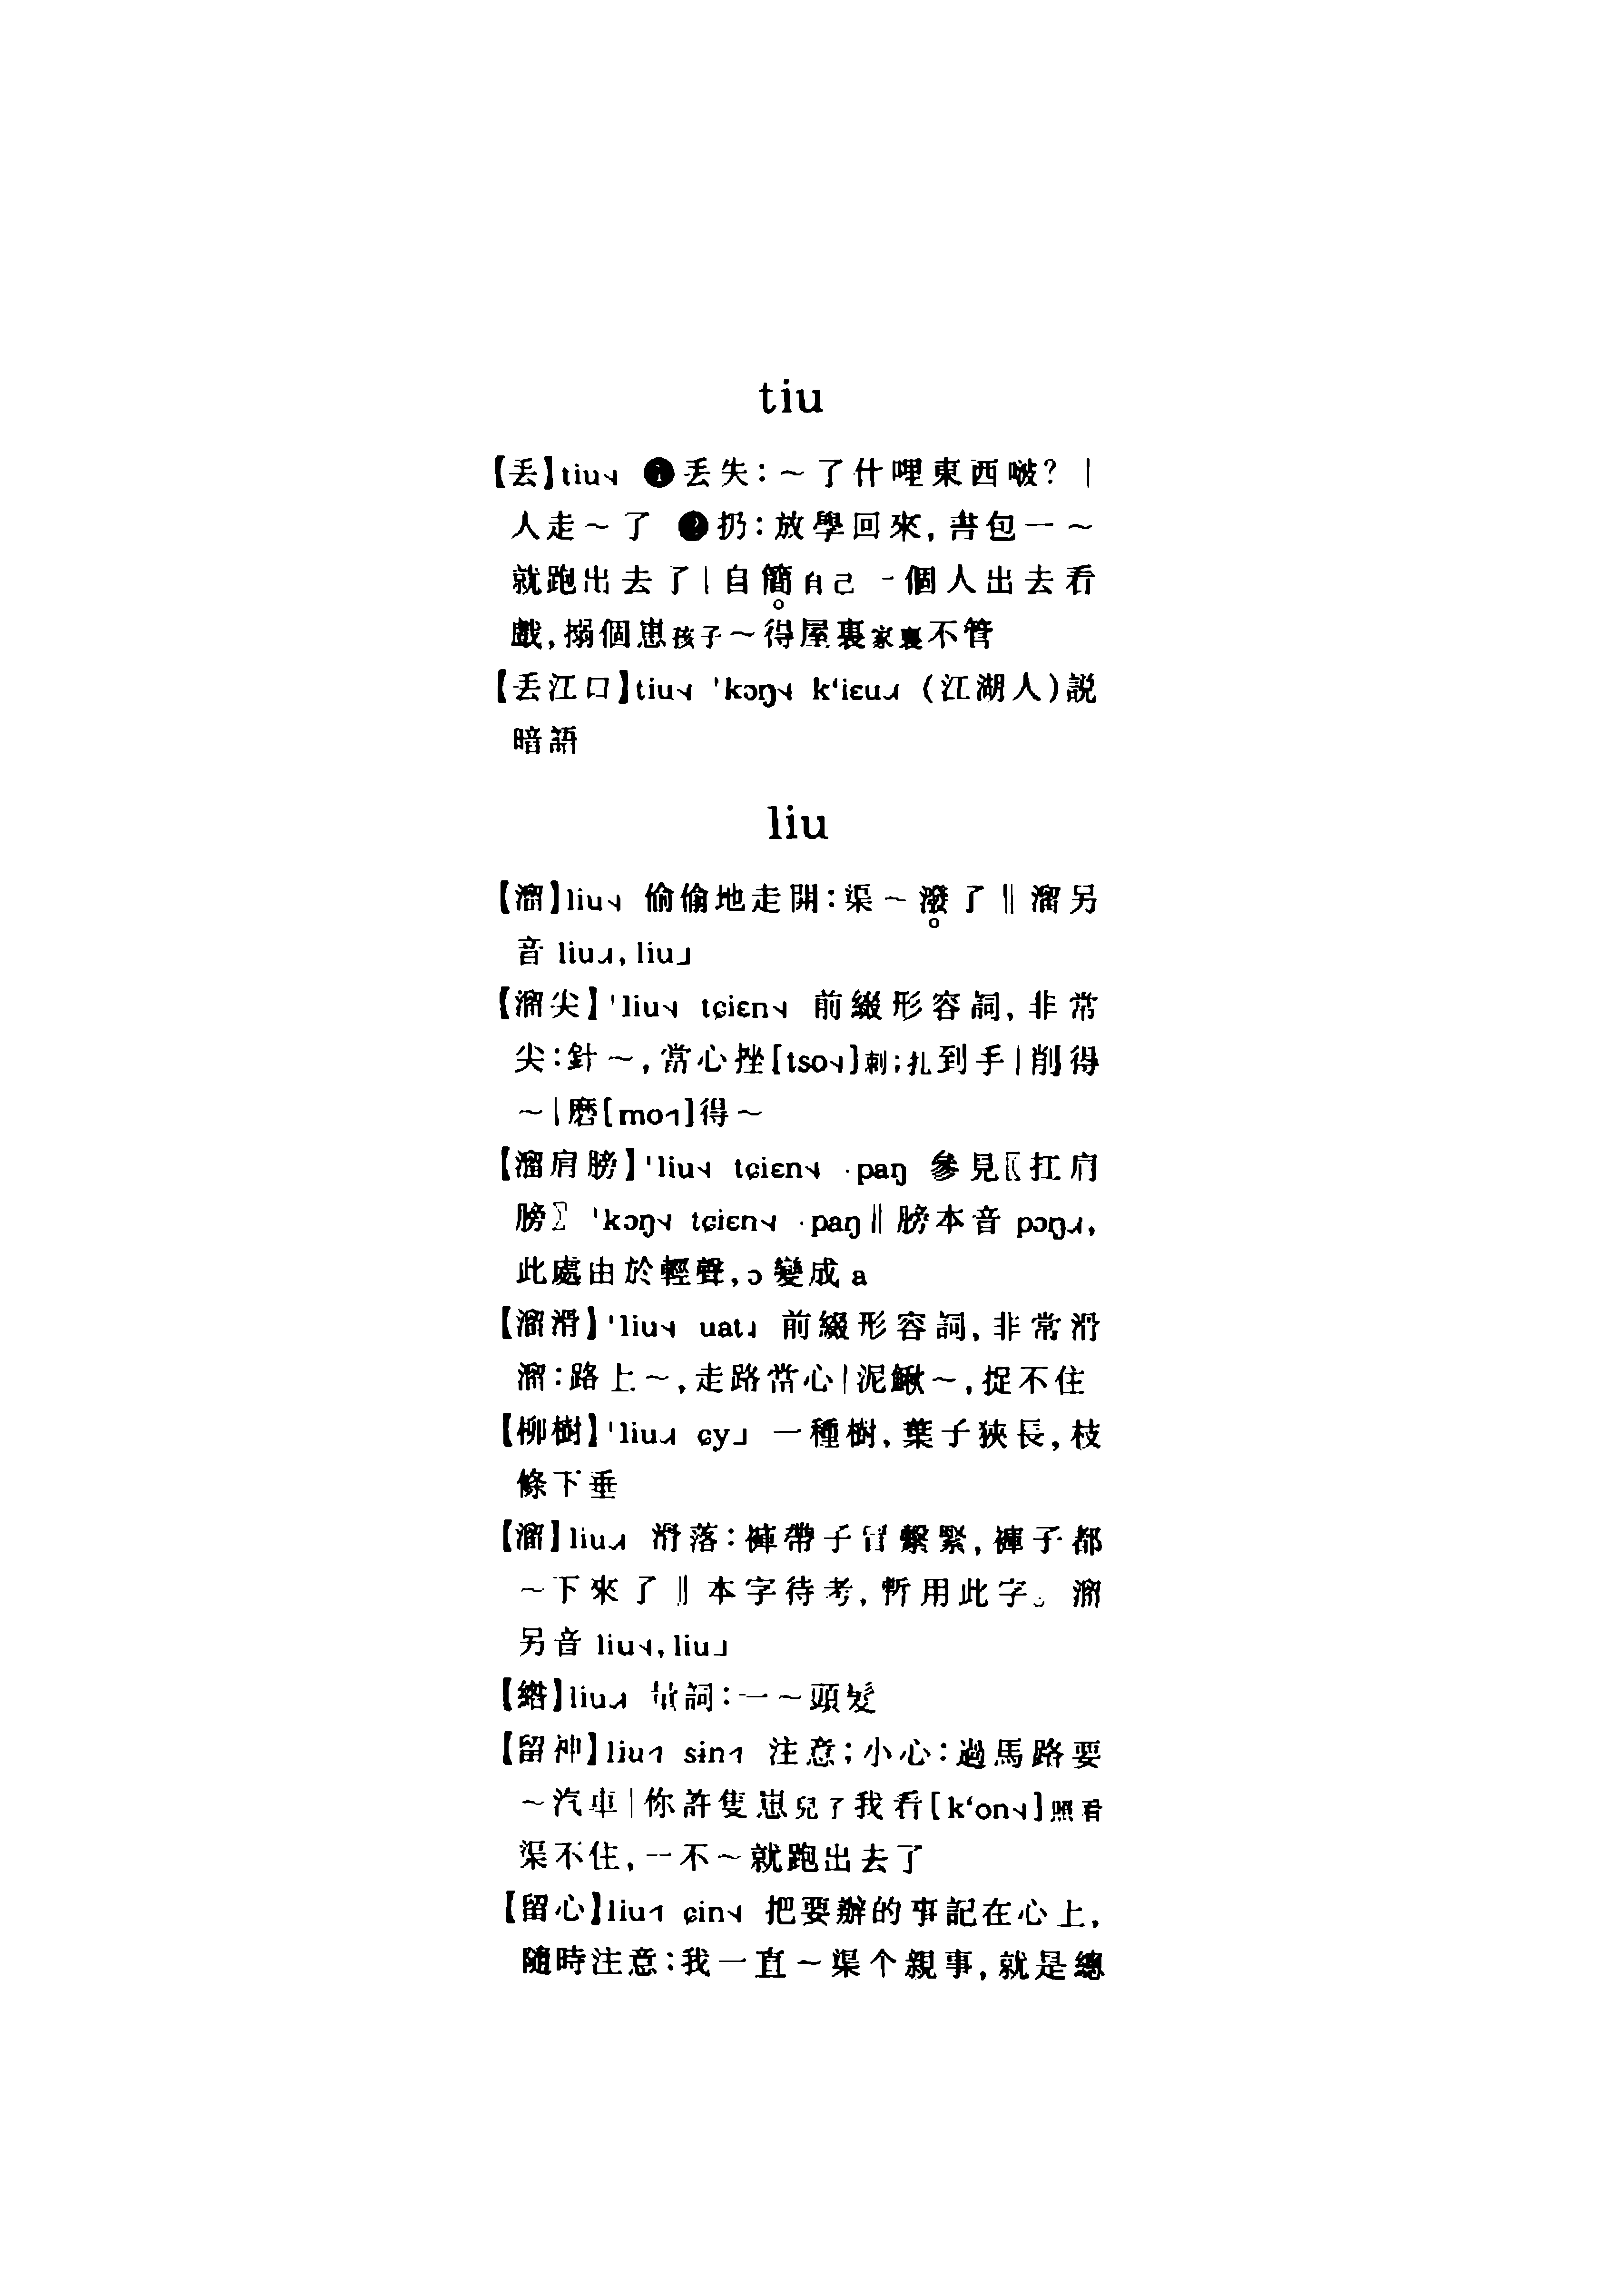 tiu
【丟】tiu˧˩ ❶丟失：～了什哩東西啵？｜
人走～了 ❷扔：放學回來，書包一～
就跑出去了｜自簡。自己 一個人出去看
戲，搦個崽孩子～得屋裏家裏不管
【丟江口】tiu˧˩ ˈkɔŋ˧˩ kʻiɛu˨˩˧（江湖人）説
暗語
liu
【溜】liu˧˩ 偷偷地走開：渠～潑。了‖溜另
音 liu˨˩˧，liu˩
【溜尖】ˈliu˧˩ tɕiɛn˧˩ 前綴形容詞，非常
尖：針～，當心挫[tso˧˩]刺；扎到手｜削得
～｜磨[mo˧˥]得～
【溜肩膀】ˈliu˧˩ tɕiɛn˧˩ ·paŋ 參見〖扛肩
膀〗ˈkɔŋ˧˩ tɕiɛn˧˩ ·paŋ‖膀本音 pɔŋ˨˩˧，
此處由於輕聲，ɔ 變成 a
【溜滑】ˈliu˧˩ uat˩ 前綴形容詞，非常滑
溜：路上～，走路當心｜泥鰍～，捉不住
【柳樹】ˈliu˨˩˧ ɕy˩ 一種樹，葉子狹長，枝
條下垂
【溜】liu˨˩˧ 滑落：褲帶子冇繫緊，褲子都
～下來了‖本字待考，暫用此字。溜
另音 liu˧˩，liu˩
【綹】liu˨˩˧ 量詞：一～頭髮
【留神】liu˧˥ sɨn˧˥ 注意；小心：過馬路要
～汽車｜你許隻崽兒子我看[kʻon˧˩]照看
渠不住，一不～就跑出去了
【留心】liu˧˥ ɕin˧˩ 把要辦的事記在心上，
隨時注意：我一直～渠个親事，就是總